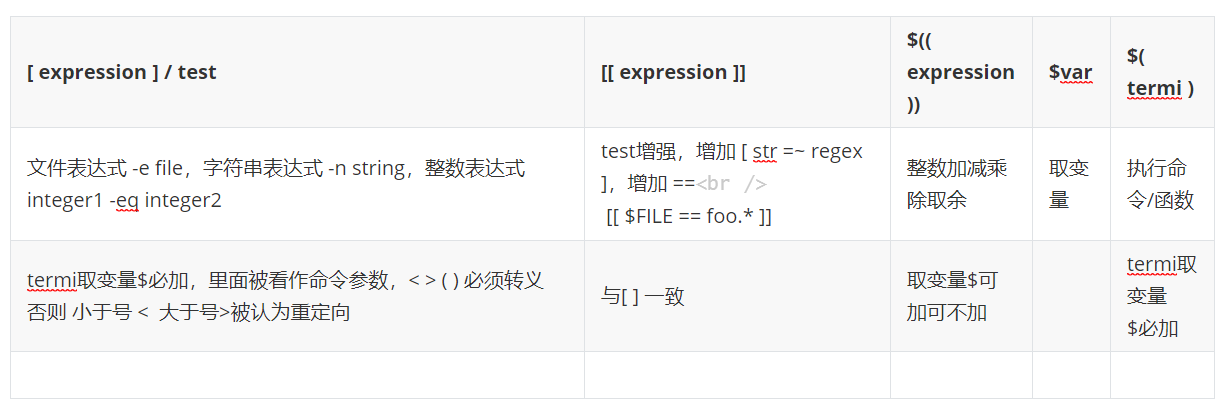 [ expression ] / test
[[ expression ]]
$((
expression
))
$var
$(
termi )
文件表达式 -e file，字符串表达式 -n string，整数表达式
integer1 -eq integer2
test增强，增加 [ str =~ regex
]，增加 ==<br />
[[ $FILE == foo.* ]]
整数加减乘
除取余
取变
量
执行命
令/函数
termi取变量$必加，里面被看作命令参数，< > ( ) 必须转义
否则 小于号 < 大于号>被认为重定向
与[ ] 一致
取变量$可
加可不加
termi取
变量
$必加